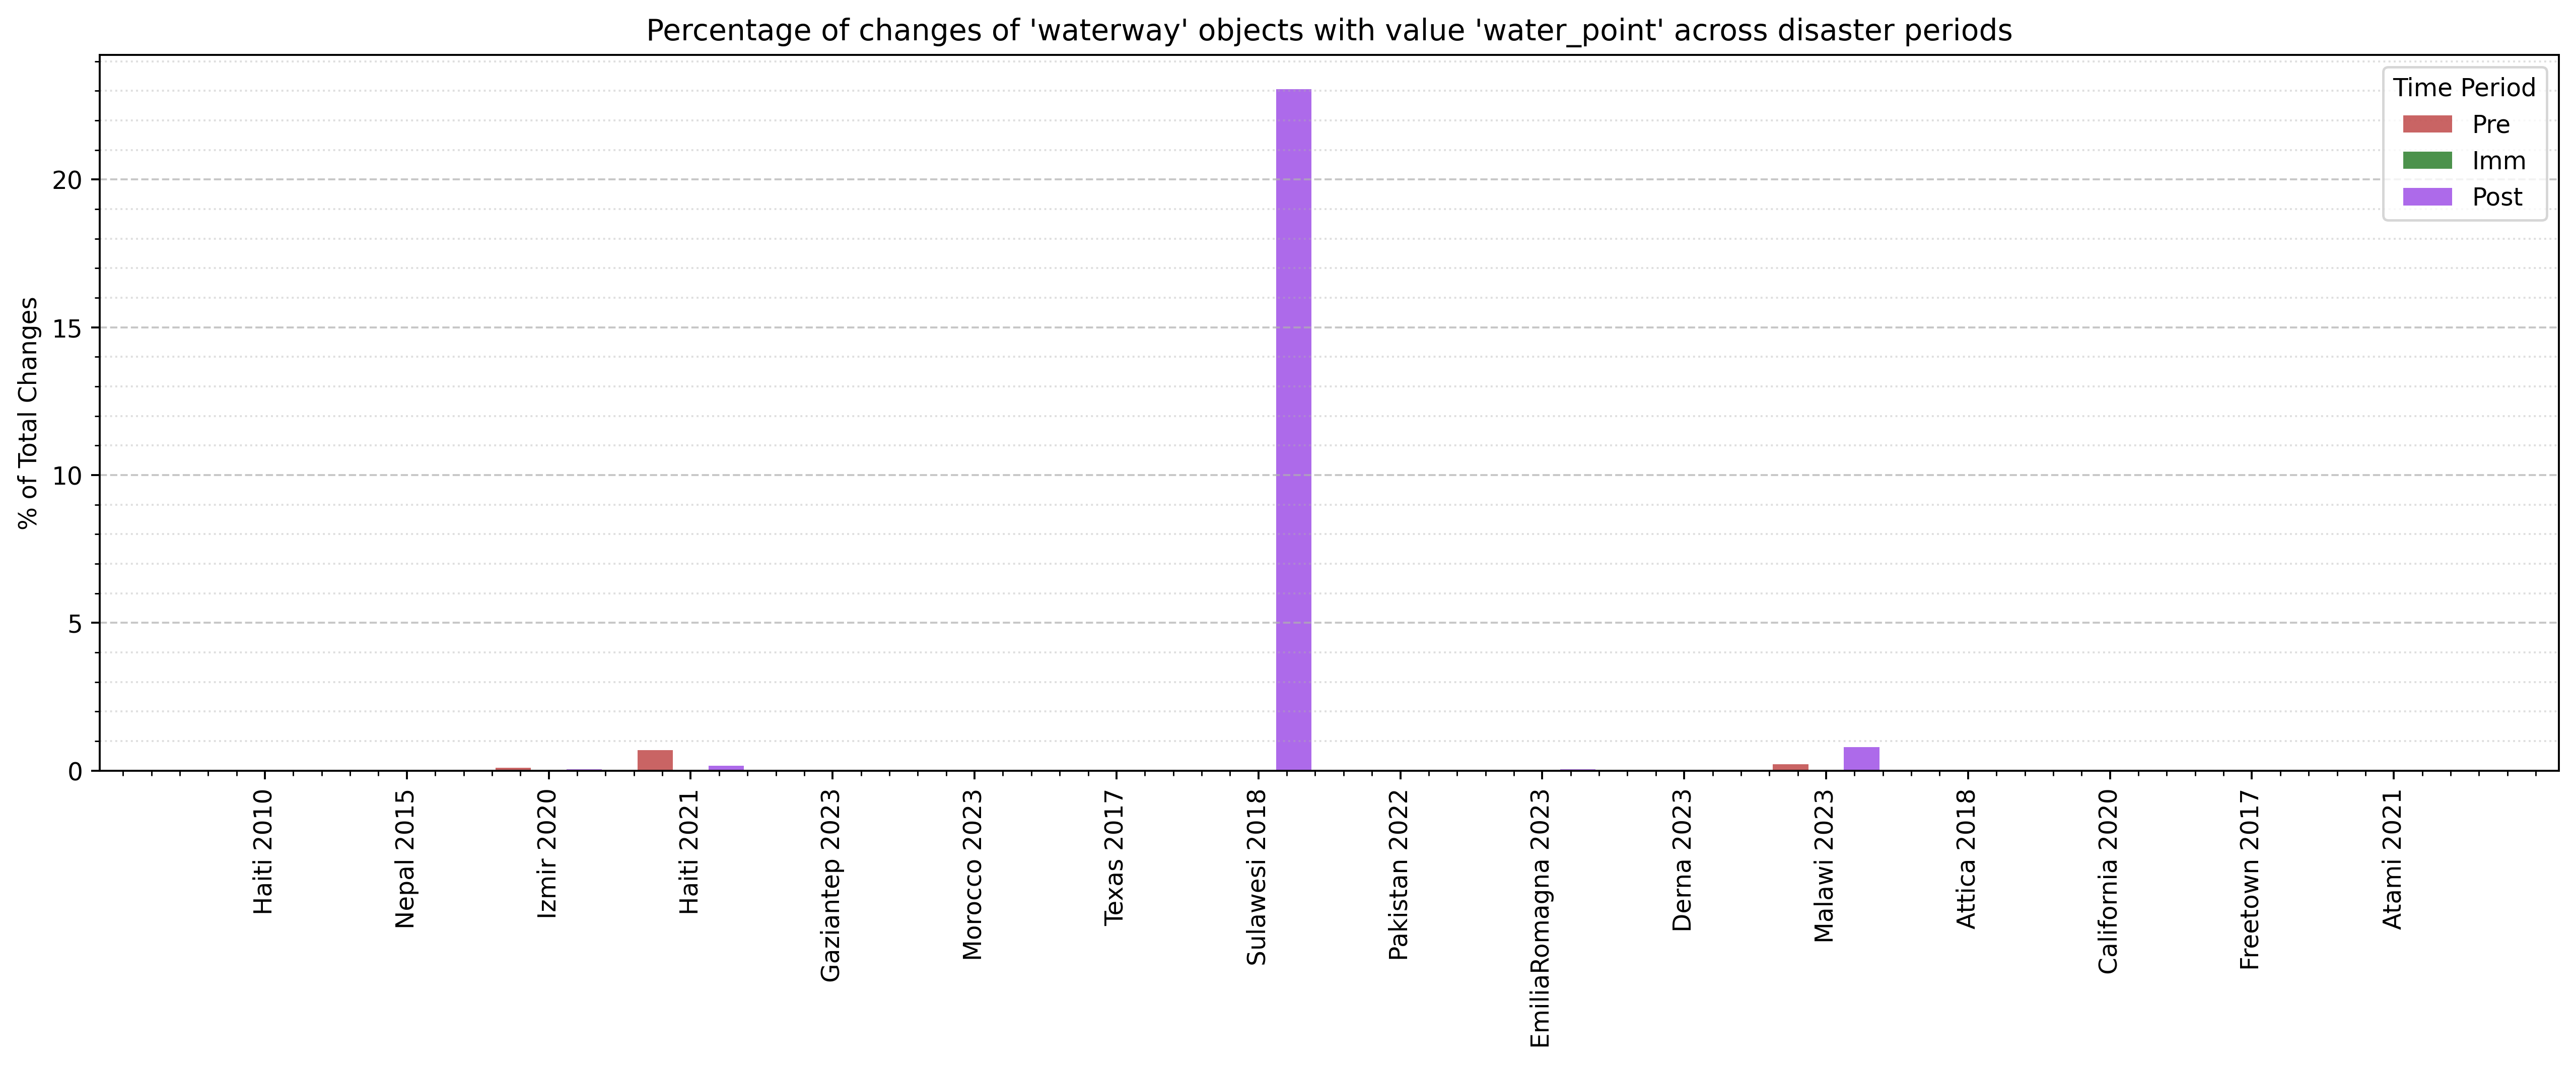 Percentage of changes of 'waterway' objects with value 'water_point' across disaster periods
% of Total Changes
20
15
10
5
0
Time Period
Pre
Imm
Post
Haiti 2010
Nepal 2015
Izmir 2020
Haiti 2021
Gaziantep 2023
Morocco 2023
Texas 2017
Sulawesi 2018
Pakistan 2022
EmiliaRomagna 2023
Derna 2023
Malawi 2023
Attica 2018
California 2020
Freetown 2017
Atami 2021